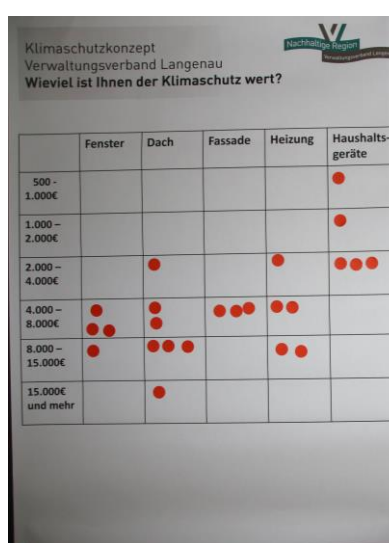 Klimaschutzkonzept
Verwaltungsverband Langenau
Wieviel ist Ihnen der Klimaschutz wert?
Nachhaltige Region
Verwaltungsverband Langenau
Fenster Dach Fassade Heizung Haushalts-
geräte
500 -
1.000€
1.000 –
2.000€
2.000 –
4.000€
4.000 –
8.000€
8.000 –
15.000€
15.000€
und mehr